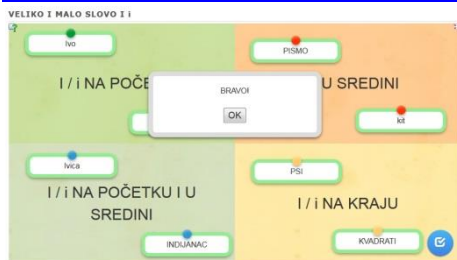 VELIKO I MALO SLOVO I i
Ivo
PISMO
I / i NA POČE
U SREDINI
BRAVO!
OK
kit
Ivica
PSI
I / i NA POČETKU I U
SREDINI
I / i NA KRAJU
INDIJANAC
KVADRATI